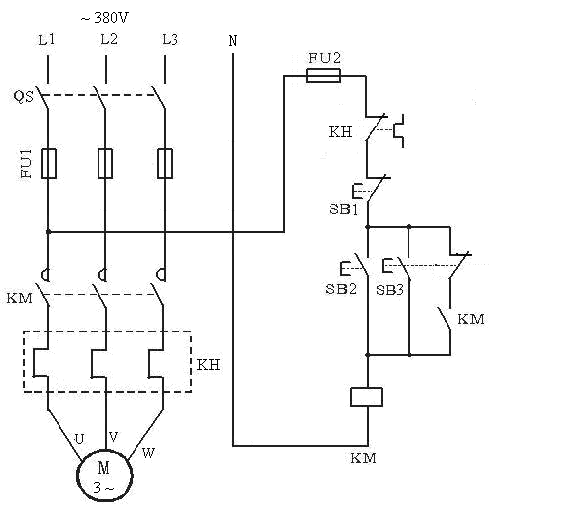 ~380V
L1 L2 L3 N
FU2
QS
KH
FU1
SB1
SB2 SB3
KM
KM
KH
U V W
KM
M
3~